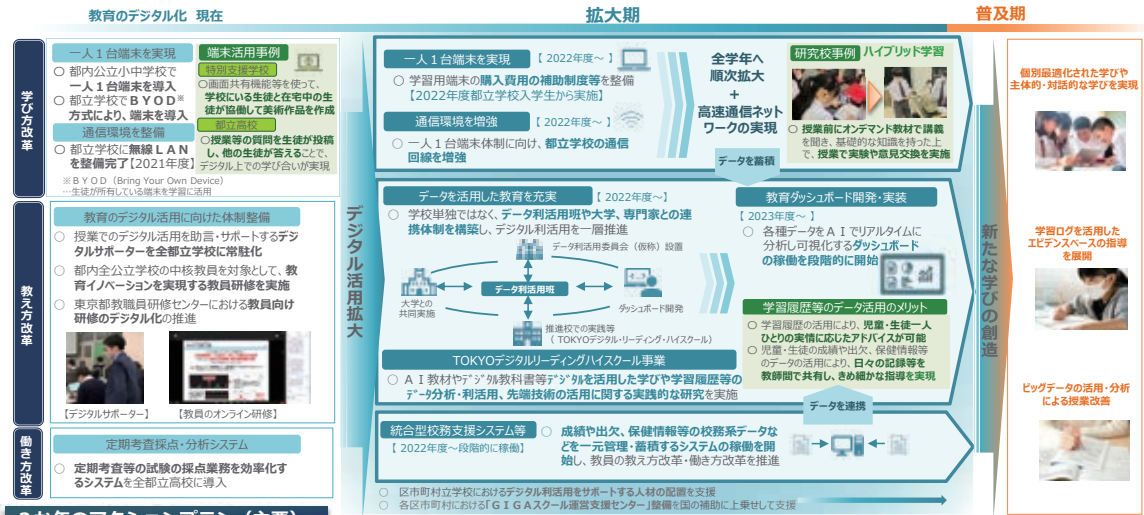 教育のデジタル化 現在
拡大期
普及期
学び方改革
一人１台端末を実現
○ 都内公立小中学校で
一人１台端末を導入
○ 都立学校でＢＹＯＤ※
方式により、端末を導入
通信環境を整備
○ 都立学校に無線ＬＡＮ
を整備完了【2021年度】
※ＢＹＯＤ（Bring Your Own Device）
…生徒が所有している端末を学習に活用
端末活用事例
特別支援学校
○画面共有機能等を使って、
学校にいる生徒と在宅中の生
徒が協働して美術作品を作成
都立高校
○授業等の質問を生徒が投稿
し、他の生徒が答えることで、
デジタル上での学び合いが実現
教え方改革
教育のデジタル活用に向けた体制整備
○ 授業でのデジタル活用を助言・サポートするデジ
タルサポーターを全都立学校に常駐化
○ 都内全公立学校の中核教員を対象として、教
育イノベーションを実現する教員研修を実施
○ 東京都教職員研修センターにおける教員向け
研修のデジタル化の推進
【デジタルサポーター】
【教員のオンライン研修】
働き方改革
定期考査採点・分析システム
○ 定期考査等の試験の採点業務を効率化す
るシステムを全都立高校に導入
デジタル活用拡大
一人１台端末を実現
【 2022年度～】
○ 学習用端末の購入費用の補助制度等を整備
【2022年度都立学校入学生から実施】
通信環境を増強
【 2022年度～ 】
○ 一人１台端末体制に向け、都立学校の通信
回線を増強
全学年へ
順次拡大
＋
高速通信ネット
ワークの実現
研究校事例
ハイブリッド学習
○ 授業前にオンデマンド教材で講義
を聞き、基礎的な知識を持った上
で、授業で実験や意見交換を実施
データを蓄積
データを活用した教育を充実
【 2022年度～】
○ 学校単独ではなく、データ利活用班や大学、専門家との連
携体制を構築し、デジタル利活用を一層推進
データ利活用委員会（仮称）設置
データ利活用班
大学との
共同実施
ダッシュボード開発
推進校での実践等
（ TOKYOデジタル・リーディング・ハイスクール）
教育ダッシュボード開発・実装
【 2023年度～ 】
○ 各種データをＡＩでリアルタイムに
分析し可視化するダッシュボード
の稼働を段階的に開始
学習履歴等のデータ活用のメリット
○ 学習履歴の活用により、児童・生徒一人
ひとりの実情に応じたアドバイスが可能
○ 児童・生徒の成績や出欠、保健情報等
のデータの活用により、日々の記録等を
教師間で共有し、きめ細かな指導を実現
TOKYOデジタルリーディングハイスクール事業
○ ＡＩ教材やデジタル教科書等デジタルを活用した学びや学習履歴等の
データ分析・利活用、先端技術の活用に関する実践的な研究を実施
データを連携
統合型校務支援システム等
【 2022年度～段階的に稼働】
○ 成績や出欠、保健情報等の校務系データな
どを一元管理・蓄積するシステムの稼働を開
始し、教員の教え方改革・働き方改革を推進
○ 区市町村立学校におけるデジタル利活用をサポートする人材の配置を支援
○ 各区市町村における「ＧＩＧＡスクール運営支援センター」整備を国の補助に上乗せして支援
新たな学びの創造
個別最適化された学びや
主体的・対話的な学びを実現
学習ログを活用した
エビデンスベースの指導
を展開
ビッグデータの活用・分析
による授業改善